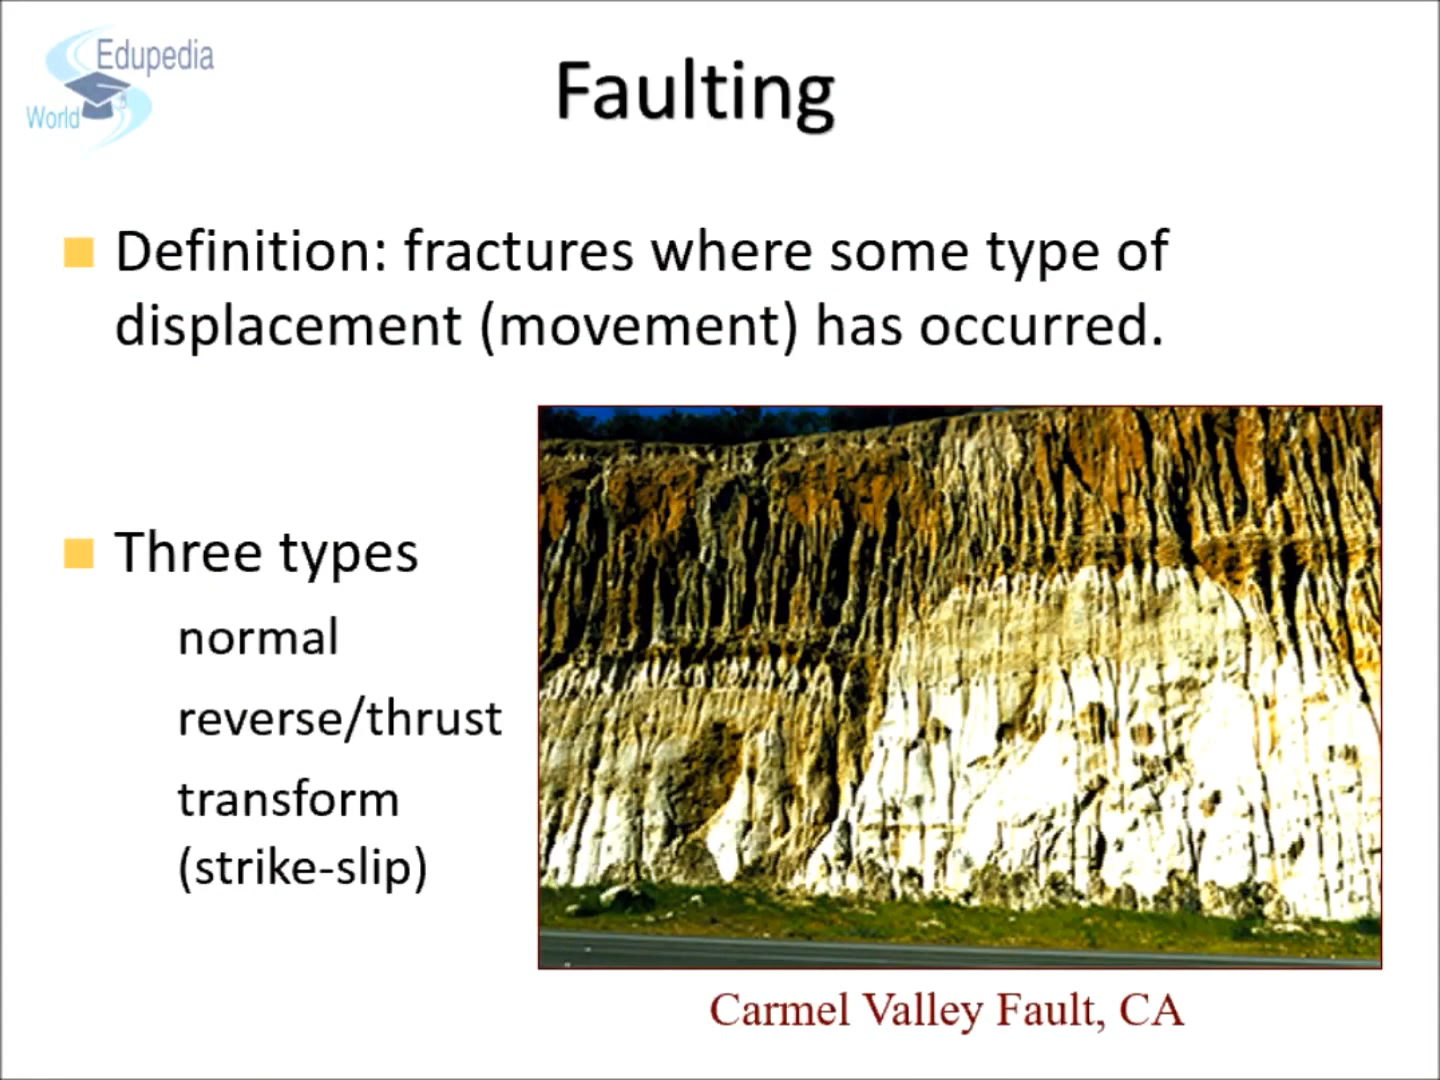 Edupedia
World
Faulting
Definition: fractures where some type of
displacement (movement) has occurred.
Three types
normal
reverse/thrust
transform
(strike-slip)
Carmel Valley Fault, CA